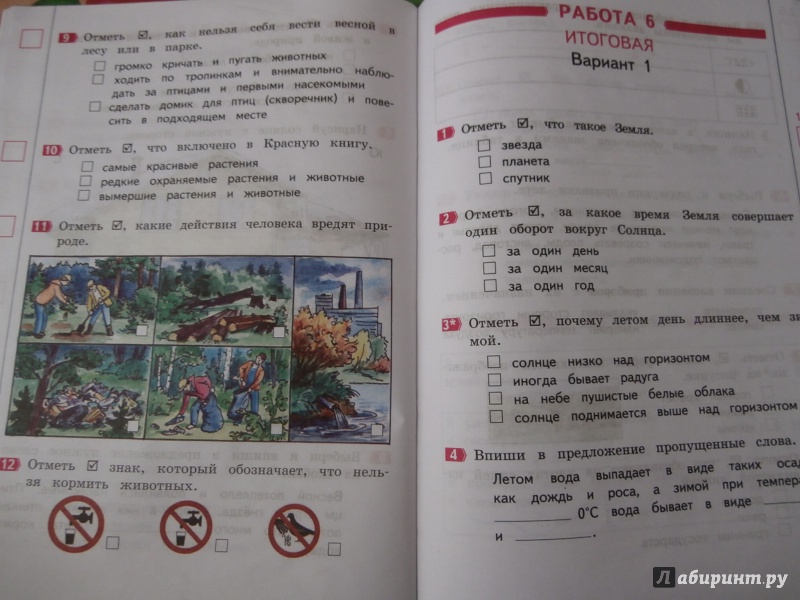 9 Отметь ☑, как нельзя себя вести весной в
лесу или в парке.
громко кричать и пугать животных
ходить по тропинкам и внимательно наблю-
дать за птицами и первыми насекомыми
сделать домик для птиц (скворечник) и пове-
сить в подходящем месте
10 Отметь ☑, что включено в Красную книгу.
самые красивые растения
редкие охраняемые растения и животные
вымершие растения и животные
11 Отметь ☑, какие действия человека вредят при-
роде.
12 Отметь ☑ знак, который обозначает, что нель-
зя кормить животных.
РАБОТА 6
ИТОГОВАЯ
Вариант 1
1 Отметь ☑, что такое Земля.
звезда
планета
спутник
2 Отметь ☑, за какое время Земля совершает
один оборот вокруг Солнца.
за один день
за один месяц
за один год
3* Отметь ☑, почему летом день длиннее, чем зи
мой.
солнце низко над горизонтом
иногда бывает радуга
на небе пушистые белые облака
солнце поднимается выше над горизонтом
4 Впиши в предложение пропущенные слова.
Летом вода выпадает в виде таких осад
как дождь и роса, а зимой при темпера
0°С вода бывает в виде
и .
Лабиринт.ру